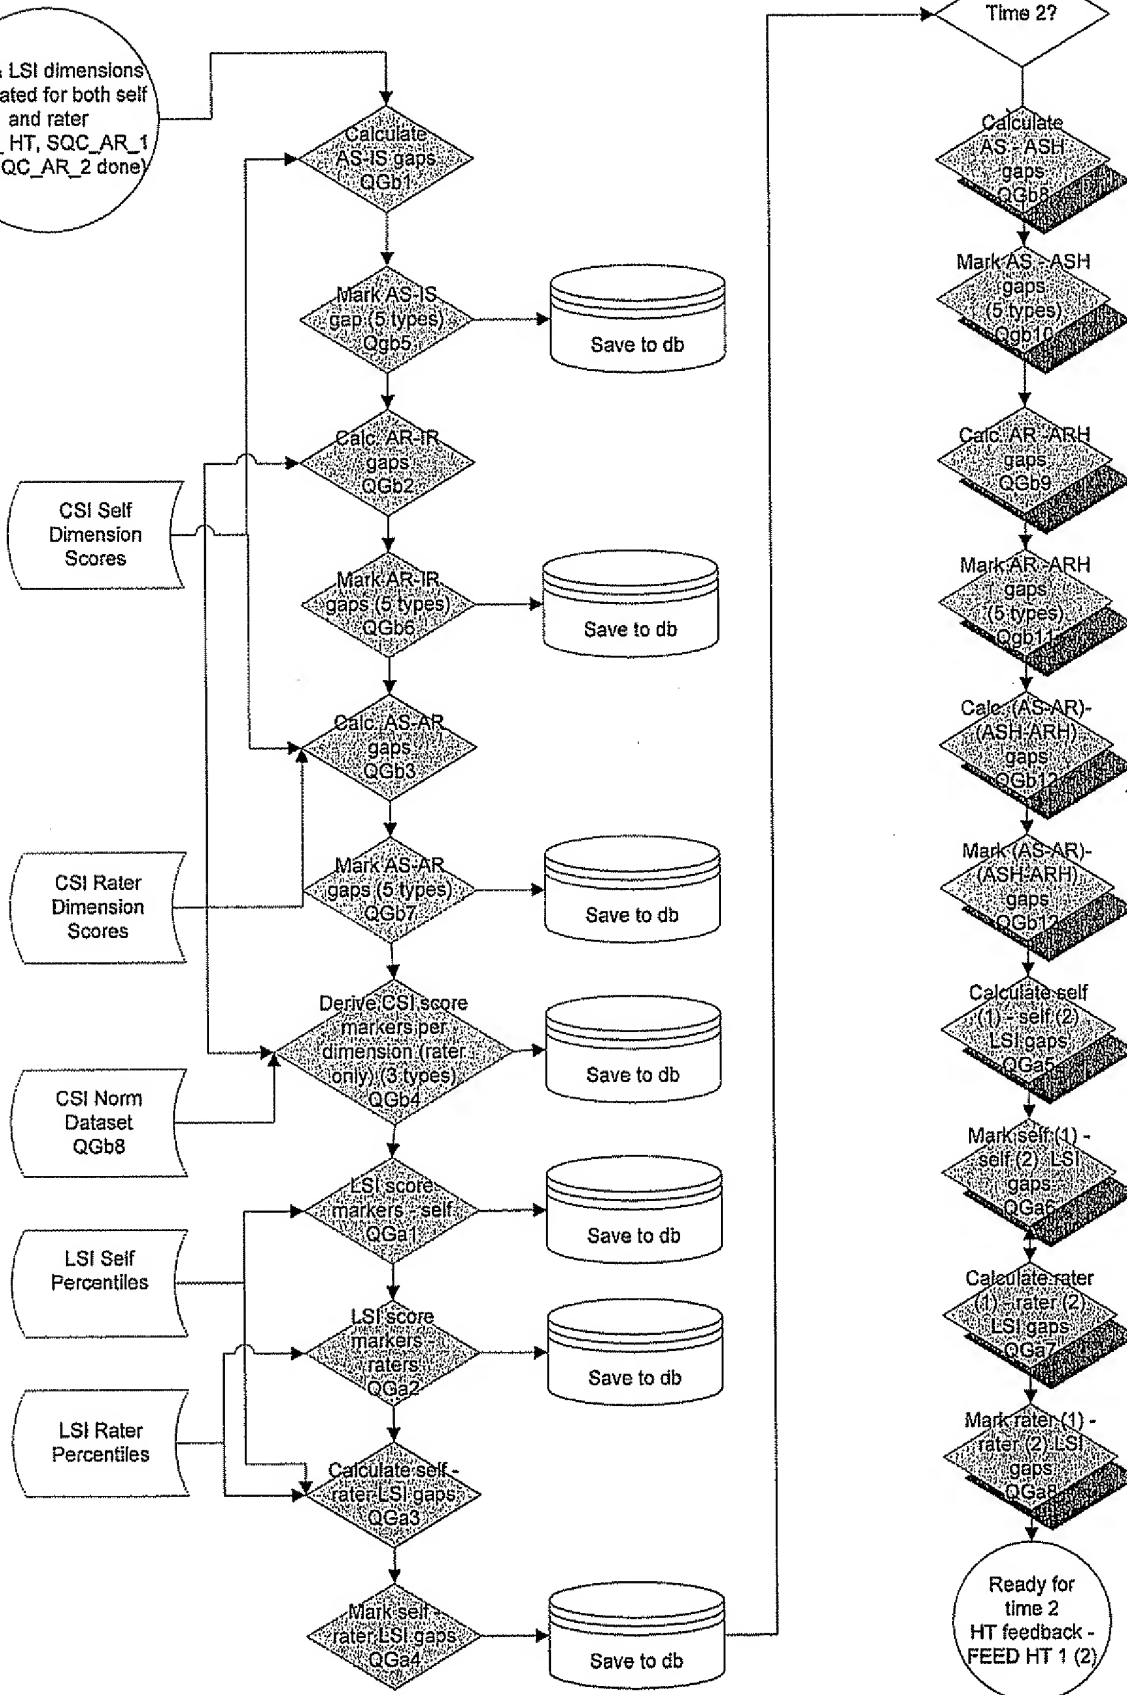 & LSI dimensions
ated for both self
and rater
_HT, SQC_AR_1
QC_AR_2 done)
Calculate
AS-IS gaps
QGb1
Mark AS-IS
gap (5 types)
Qgb5
Save to db
Calc. AR-IR
gaps
QGb2
CSI Self
Dimension
Scores
Mark AR-IR
gaps (5 types)
QGb6
Save to db
Calc. AS-AR
gaps
QGb3
CSI Rater
Dimension
Scores
Mark AS-AR
gaps (5 types)
QGb7
Save to db
Derive CSI score
markers per
dimension (rater
only) (3 types)
QGb4
Save to db
CSI Norm
Dataset
QGb8
LSI score
markers - self
QGa1
Save to db
LSI Self
Percentiles
LSI score
markers
raters
QGa2
Save to db
LSI Rater
Percentiles
Calculate self -
rater LSI gaps
QGa3
Mark self -
rater LSI gaps
QGa4
Save to db
Time 2?
Calculate
AS - ASH
gaps
QGb8
Mark AS - ASH
gaps
(5 types)
Qgb10
Calc. AR -ARH
gaps
QGb9
Mark AR -ARH
gaps
(5 types)
Qgb11
Calc. (AS-AR)-
(ASH-ARH)
gaps
QGb12
Mark (AS-AR)-
(ASH-ARH)
gaps
QGb13
Calculate self
(1) - self (2)
LSI gaps
QGa5
Mark self (1) -
self (2) LSI
gaps
QGa6
Calculate rater
(1) - rater (2)
LSI gaps
QGa7
Mark rater (1) -
rater (2) LSI
gaps
QGa8
Ready for
time 2
HT feedback -
FEED HT 1 (2)